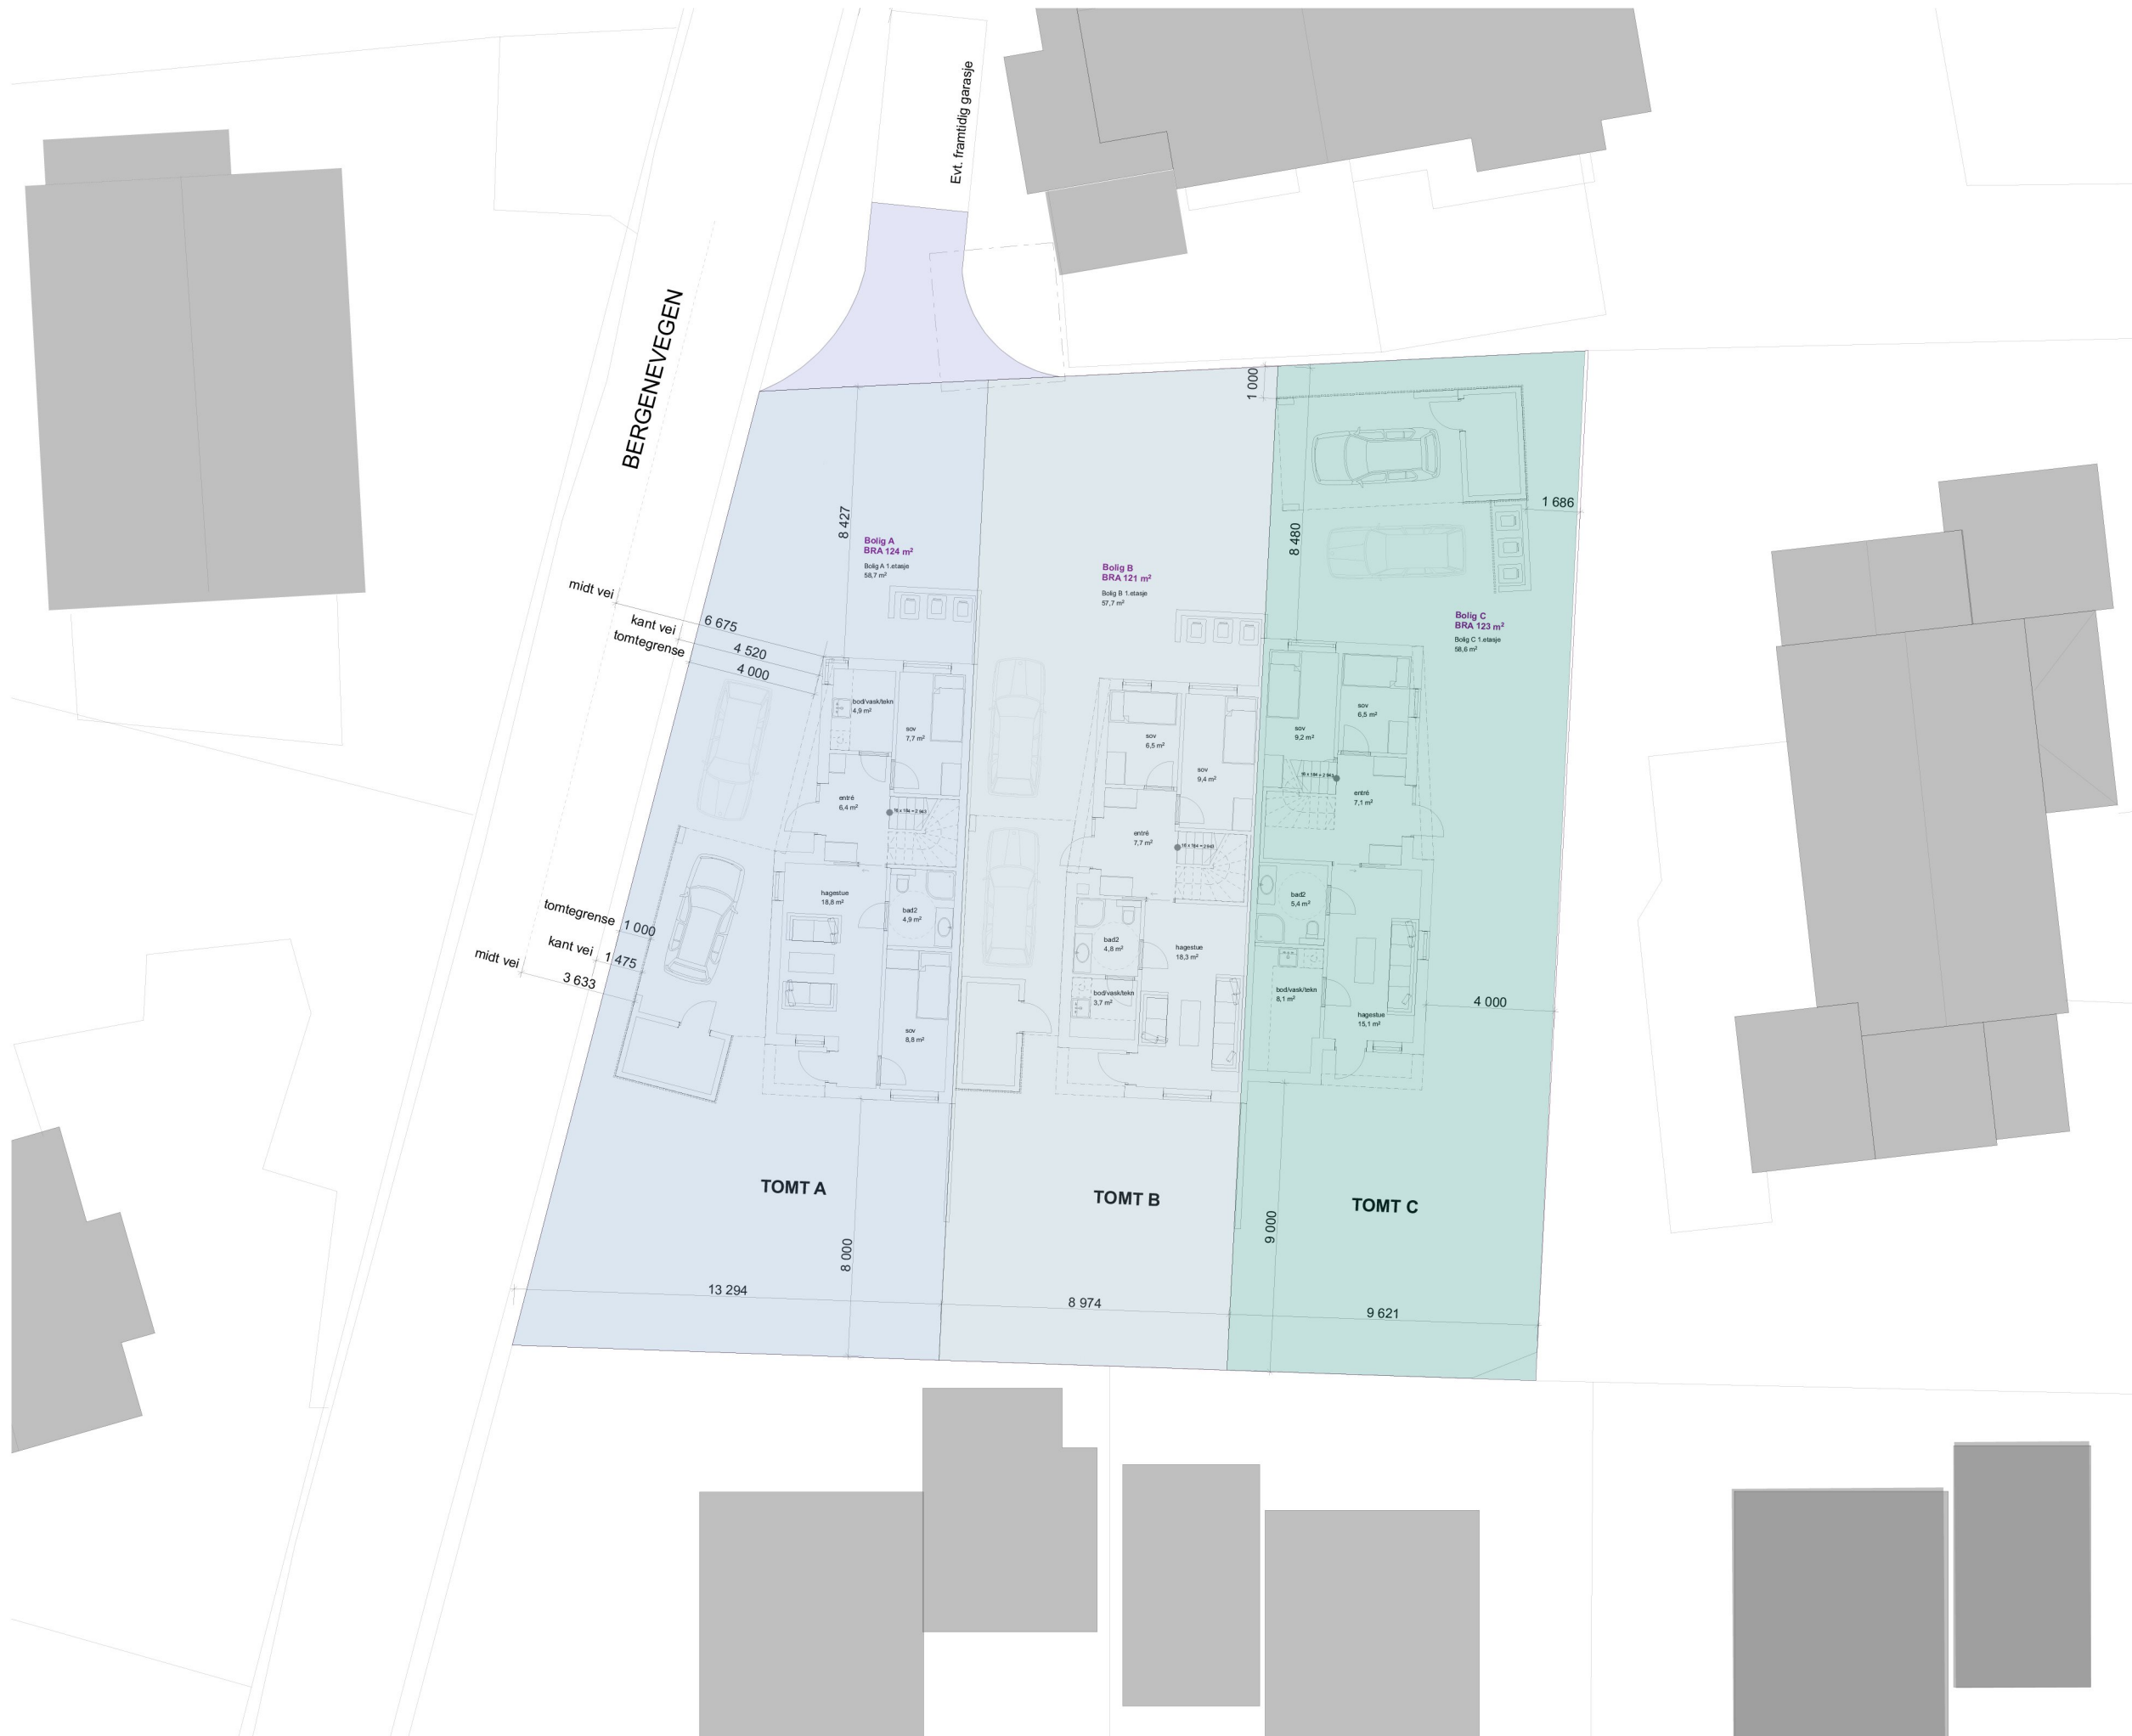 Evt. framtidig garasje
BERGENEVEGEN
1 000
8 427
8 480
1 686
Bolig A
BRA 124 m²
Bolig A 1.etasje
58,7 m²
Bolig B
BRA 121 m²
Bolig B 1.etasje
57,7 m²
Bolig C
BRA 123 m²
Bolig C 1.etasje
58,6 m²
midt vei
kant vei
tomtegrense
6 675
4 520
4 000
bod/vask/tekn
4,9 m²
sov
7,7 m²
entré
6,4 m²
hagestue
18,8 m²
bad2
4,9 m²
sov
8,8 m²
sov
6,5 m²
sov
9,4 m²
entré
7,7 m²
bad2
4,8 m²
hagestue
18,3 m²
bod/vask/tekn
3,7 m²
sov
9,2 m²
sov
6,5 m²
entré
7,1 m²
bad2
5,4 m²
bod/vask/tekn
8,1 m²
hagestue
15,1 m²
4 000
tomtegrense
1 000
kant vei
1 475
midt vei
3 633
TOMT A
TOMT B
TOMT C
8 000
9 000
13 294
8 974
9 621